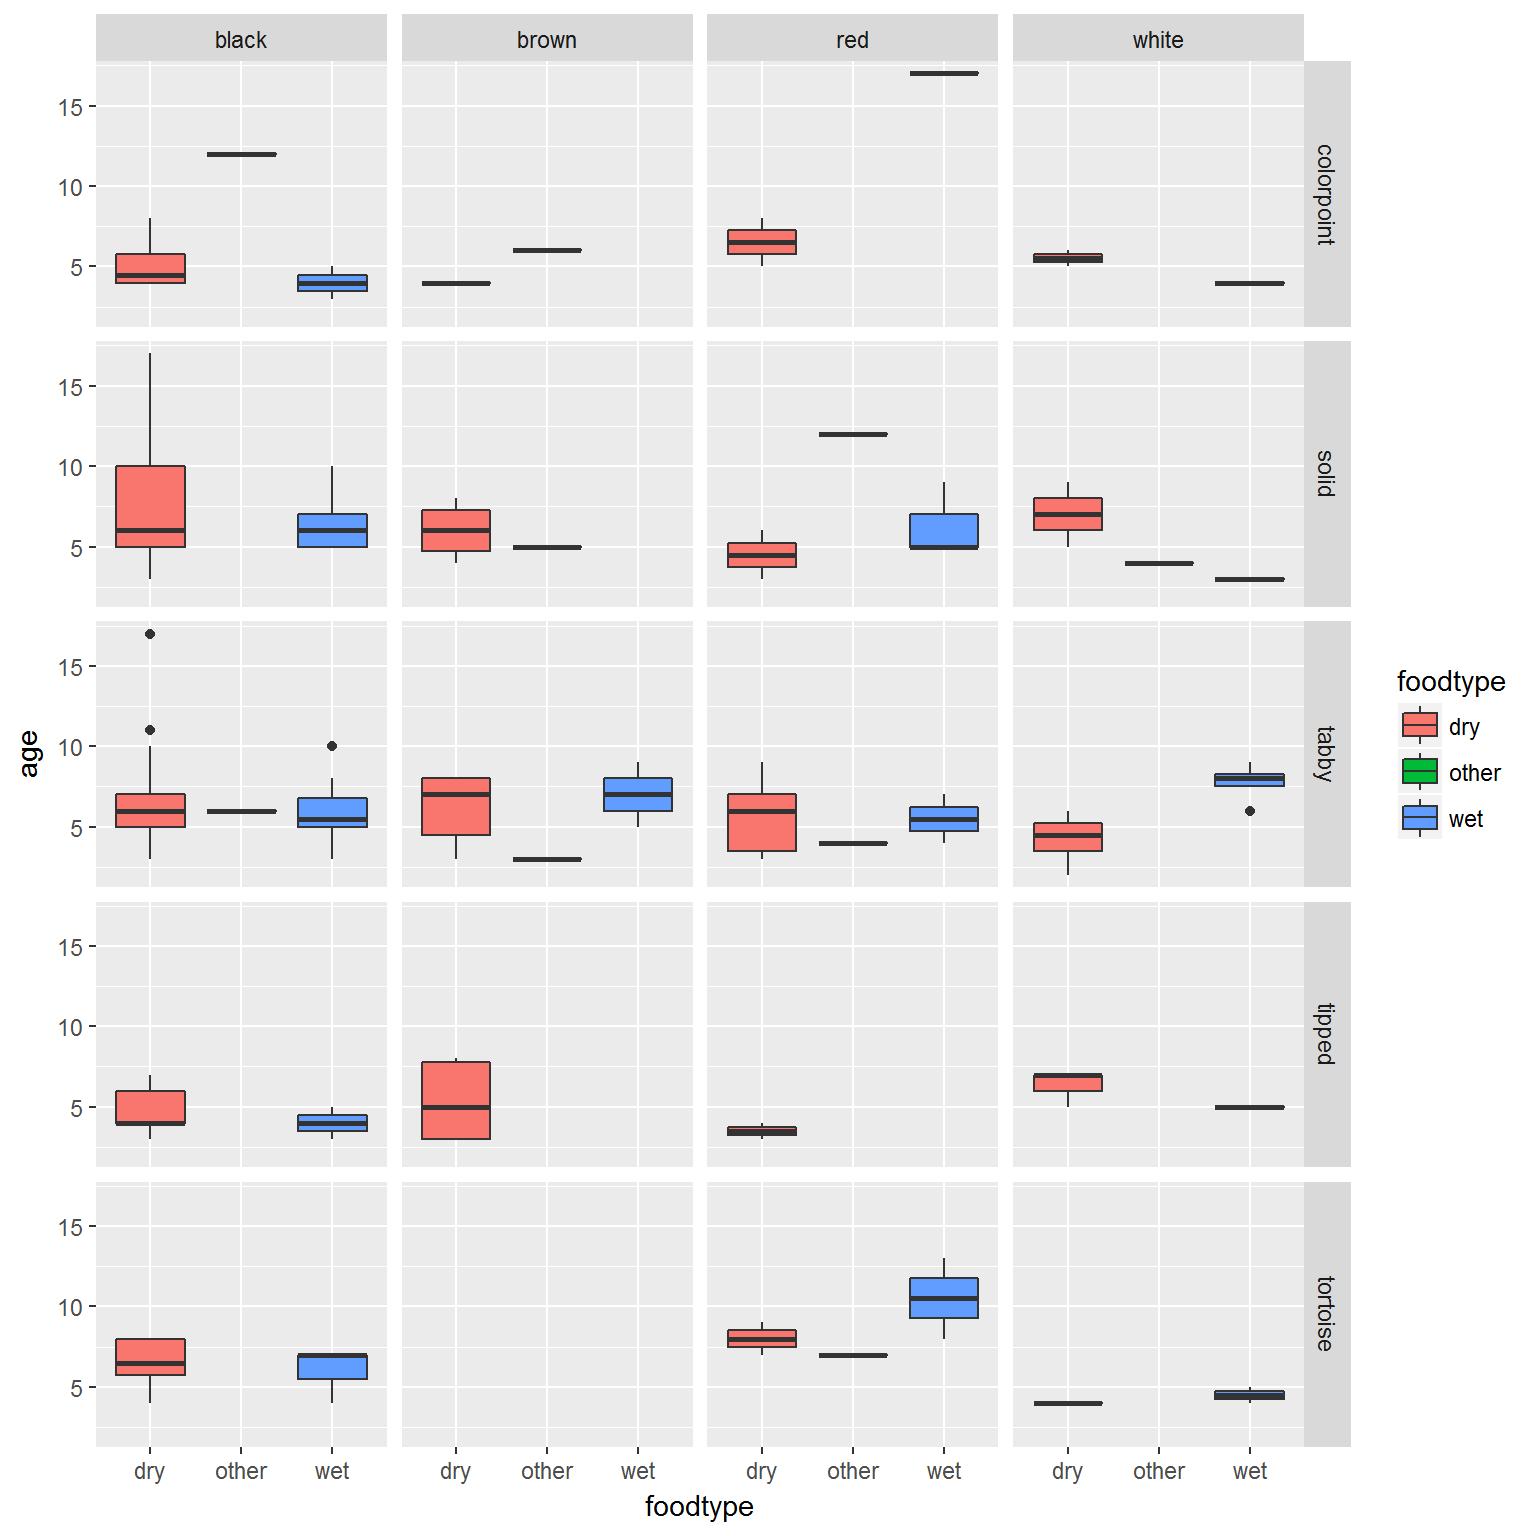 black brown red white
15
10
5
colorpoint
15
10
5
solid
15
10
5
tabby
age
foodtype
dry
other
wet
15
10
5
tipped
15
10
5
tortoise
dry other wet dry other wet dry other wet dry other wet
foodtype